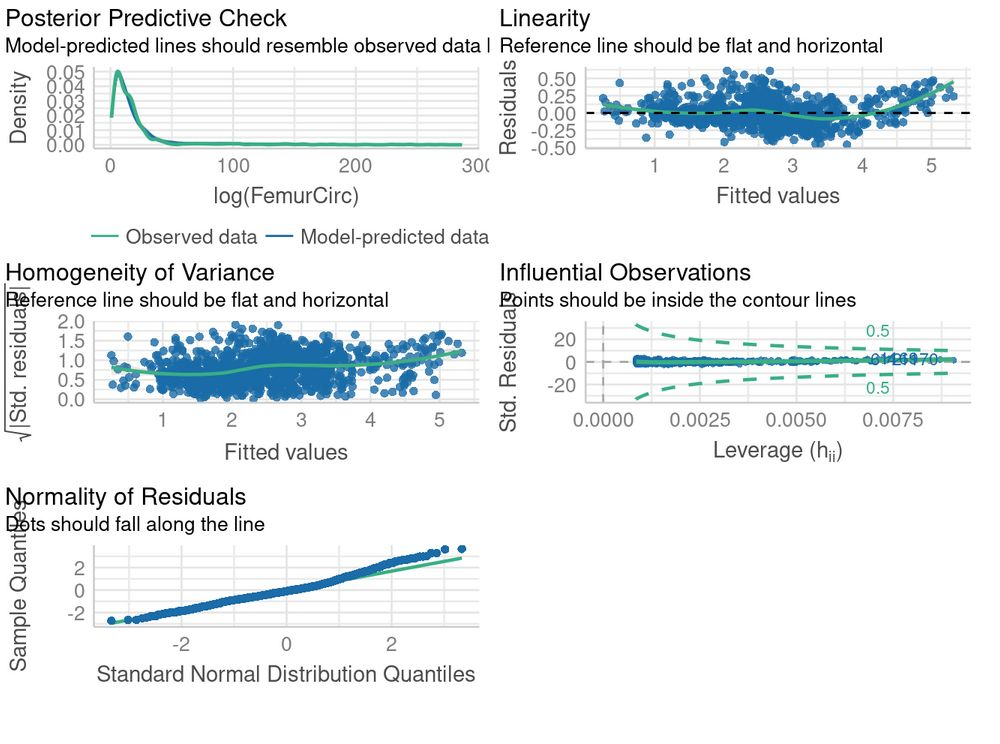 Posterior Predictive Check
Model-predicted lines should resemble observed data l
Density
0.05
0.04
0.03
0.02
0.01
0.00
0 100 200 300
log(FemurCirc)
Observed data Model-predicted data
Linearity
Reference line should be flat and horizontal
Residuals
0.50
0.25
0.00
-0.25
-0.50
1 2 3 4 5
Fitted values
Homogeneity of Variance
Reference line should be flat and horizontal
√|Std. residuals|
2.0
1.5
1.0
0.5
0.0
1 2 3 4 5
Fitted values
Influential Observations
Points should be inside the contour lines
Std. Residuals
20
0
-20
0.5
0.5
0.0000 0.0025 0.0050 0.0075
Leverage (hii)
Normality of Residuals
Dots should fall along the line
Sample Quantiles
2
0
-2
-2 0 2
Standard Normal Distribution Quantiles